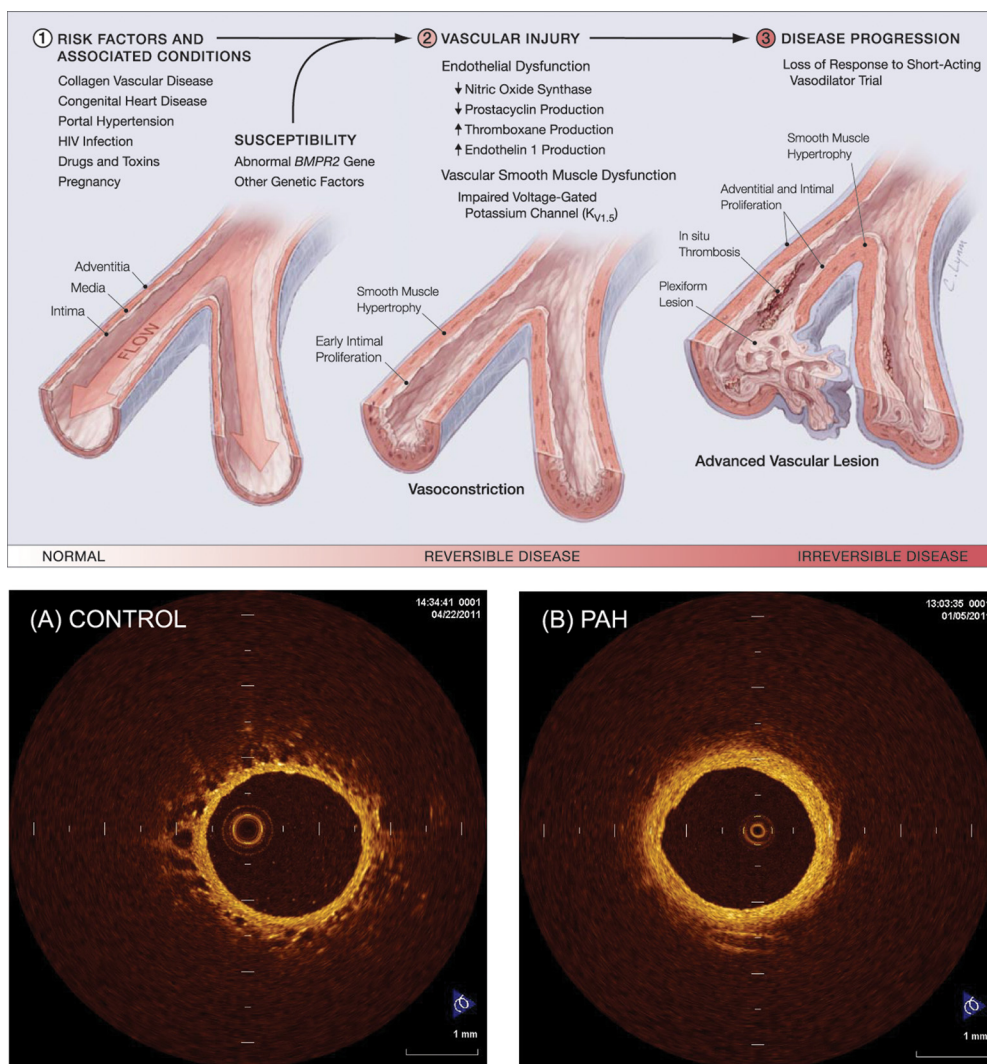 1 RISK FACTORS AND
ASSOCIATED CONDITIONS
Collagen Vascular Disease
Congenital Heart Disease
Portal Hypertension
HIV Infection
Drugs and Toxins
Pregnancy
SUSCEPTIBILITY
Abnormal BMPR2 Gene
Other Genetic Factors
2 VASCULAR INJURY
Endothelial Dysfunction
↓ Nitric Oxide Synthase
↓ Prostacyclin Production
↑ Thromboxane Production
↑ Endothelin 1 Production
Vascular Smooth Muscle Dysfunction
Impaired Voltage-Gated
Potassium Channel (KV1.5)
3 DISEASE PROGRESSION
Loss of Response to Short-Acting
Vasodilator Trial
Adventitia
Media
Intima
FLOW
Smooth Muscle
Hypertrophy
Early Intimal
Proliferation
Vasoconstriction
Smooth Muscle
Hypertrophy
Adventitial and Intimal
Proliferation
In situ
Thrombosis
Plexiform
Lesion
C. Lynm
Advanced Vascular Lesion
NORMAL
REVERSIBLE DISEASE
IRREVERSIBLE DISEASE
(A) CONTROL
14:34:41 0001
04/22/2011
1 mm
(B) PAH
13:03:35 0001
01/05/2011
1 mm